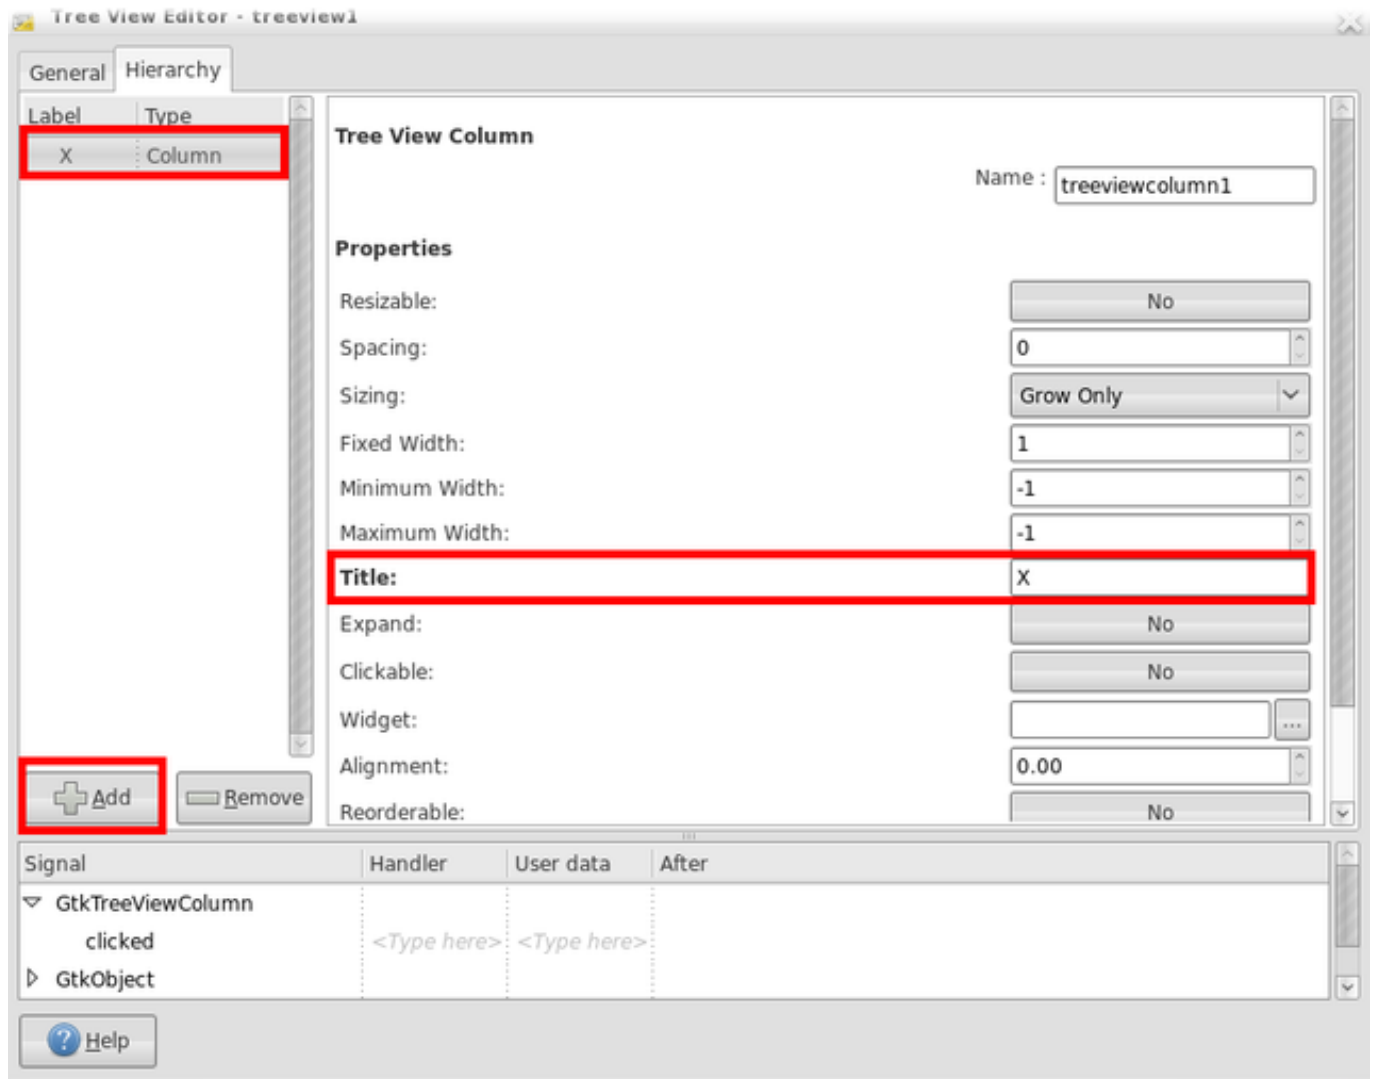 Tree View Editor - treeview1
General Hierarchy
Label Type
X Column
Add Remove
Tree View Column
Name : treeviewcolumn1
Properties
Resizable: No
Spacing: 0
Sizing: Grow Only
Fixed Width: 1
Minimum Width: -1
Maximum Width: -1
Title: X
Expand: No
Clickable: No
Widget: ...
Alignment: 0.00
Reorderable: No
Signal Handler User data After
GtkTreeViewColumn
clicked <Type here> <Type here>
GtkObject
Help